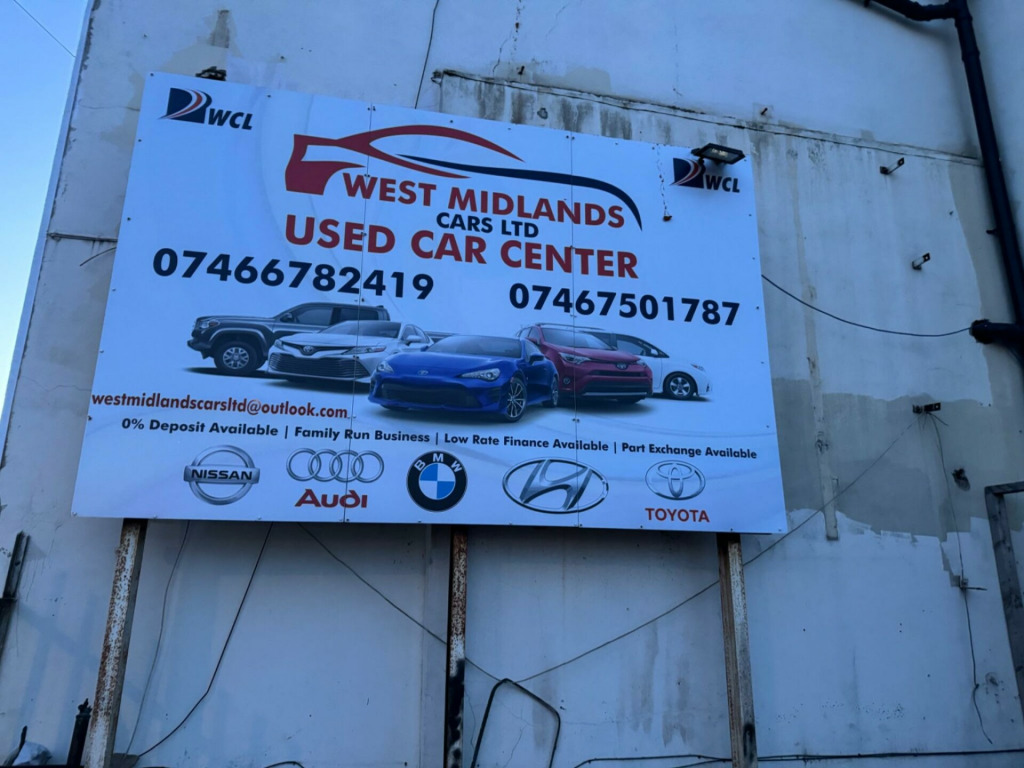 WCL
WCL
WEST MIDLANDS
CARS LTD
USED CAR CENTER
07466782419 07467501787
westmidlandscarsltd@outlook.com
0% Deposit Available | Family Run Business | Low Rate Finance Available | Part Exchange Available
NISSAN
Audi
BMW
TOYOTA